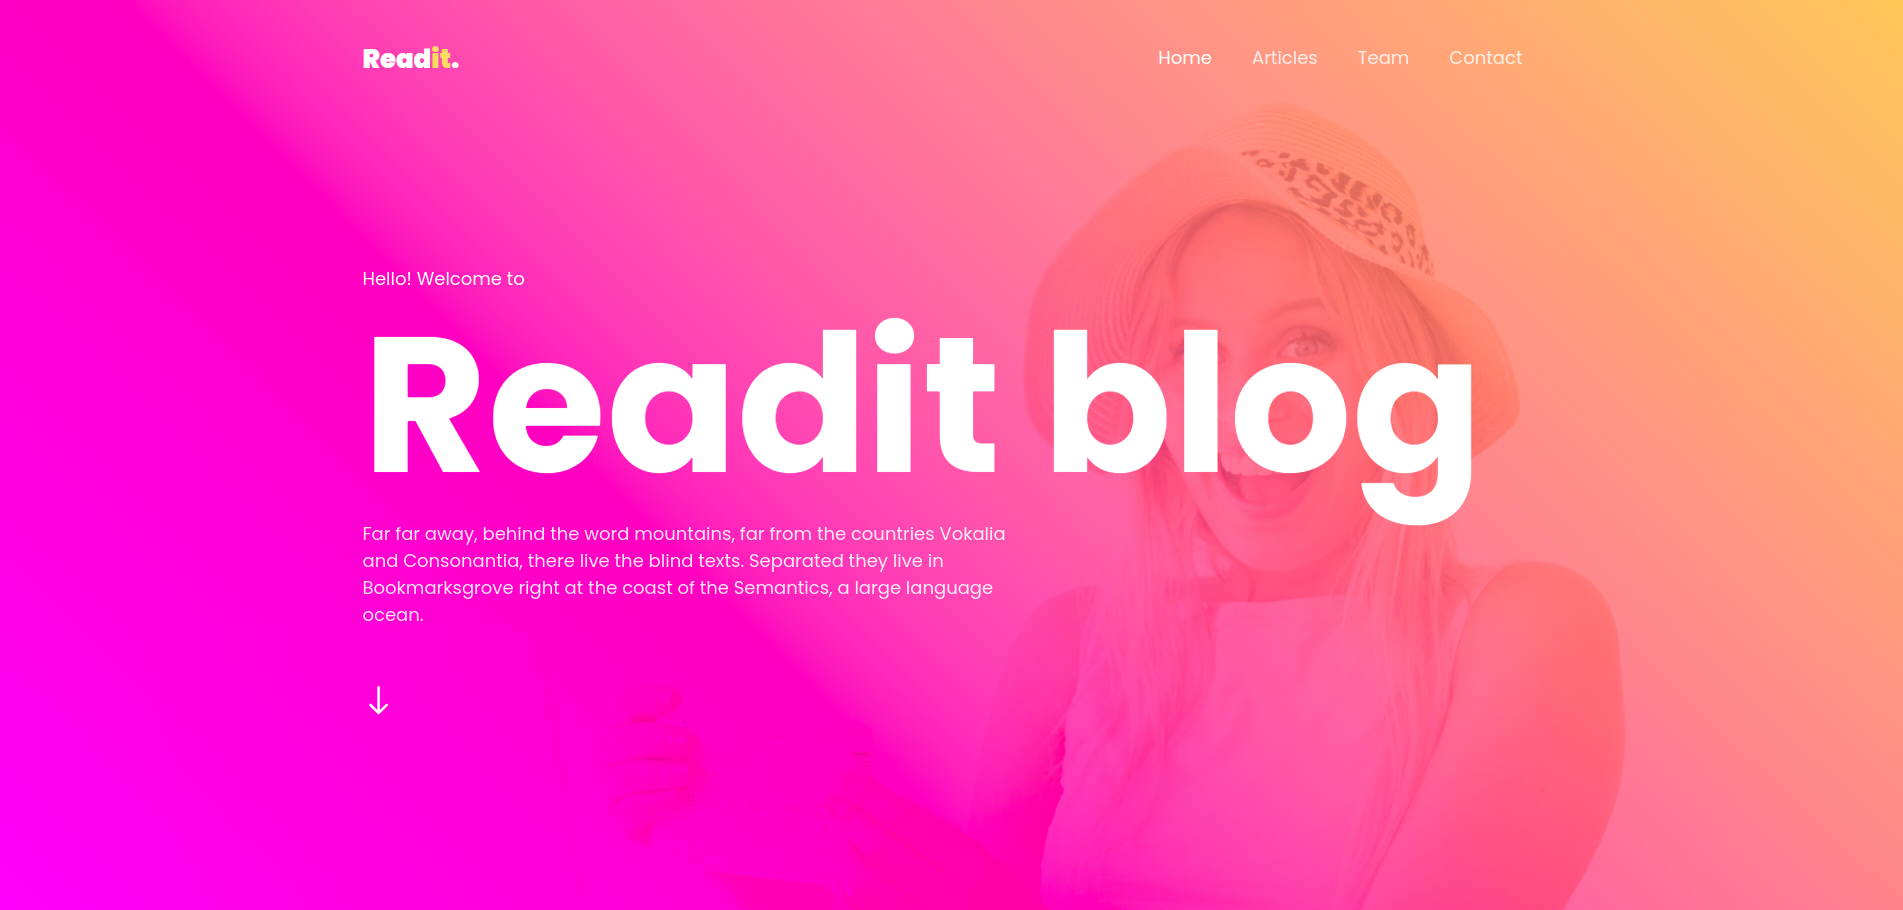 Readit.
Home Articles Team Contact
Hello! Welcome to
Readit blog
Far far away, behind the word mountains, far from the countries Vokalia
and Consonantia, there live the blind texts. Separated they live in
Bookmarksgrove right at the coast of the Semantics, a large language
ocean.